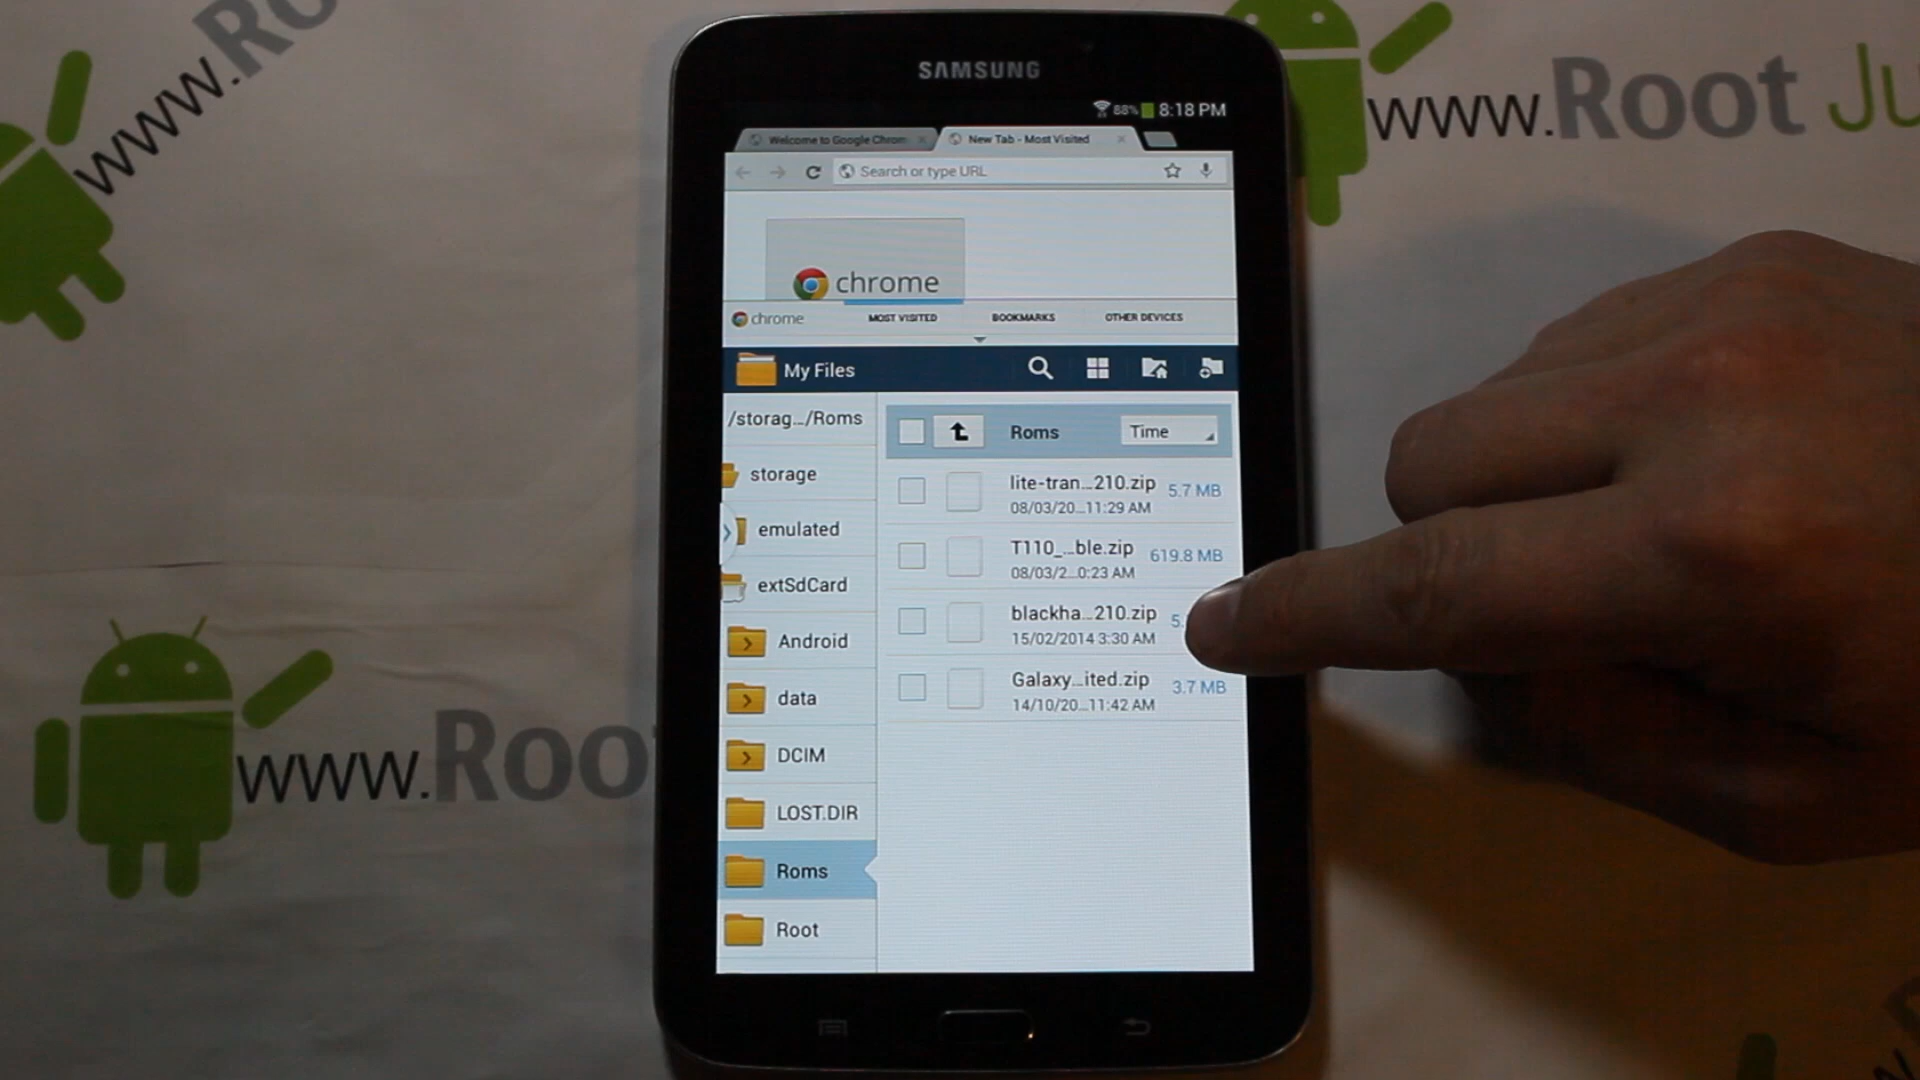 www.Ro
SAMSUNG
www.Root Ju
88% 8:18 PM
Welcome to Google Chrom
New Tab - Most Visited
Search or type URL
chrome
chrome
MOST VISITED
BOOKMARKS
OTHER DEVICES
My Files
/storag.../Roms
Roms
Time
storage
lite-tran...210.zip
5.7 MB
08/03/20...11:29 AM
emulated
T110_...ble.zip
619.8 MB
08/03/2...0:23 AM
extSdCard
blackha...210.zip
5.
15/02/2014 3:30 AM
Android
Galaxy...ited.zip
3.7 MB
14/10/20...11:42 AM
data
DCIM
www.Root
LOST.DIR
Roms
Root